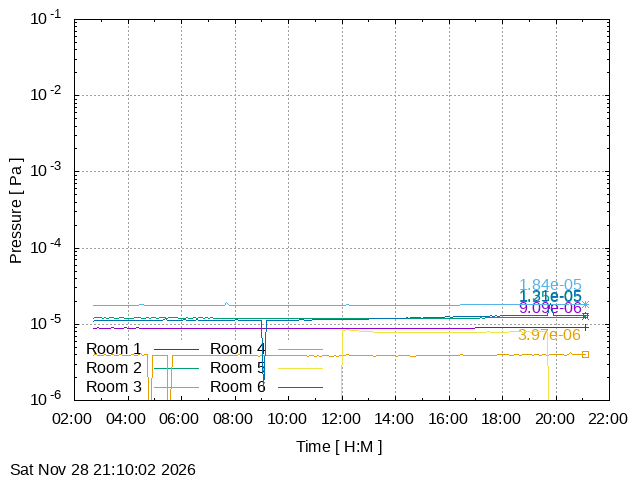 10^-1
10^-2
10^-3
10^-4
10^-5
10^-6
Pressure [ Pa ]
1.84e-05
9.09e-06
3.97e-06
Room 1 Room 4
Room 2 Room 5
Room 3 Room 6
02:00 04:00 06:00 08:00 10:00 12:00 14:00 16:00 18:00 20:00 22:00
Time [ H:M ]
Sat Nov 28 21:10:02 2026